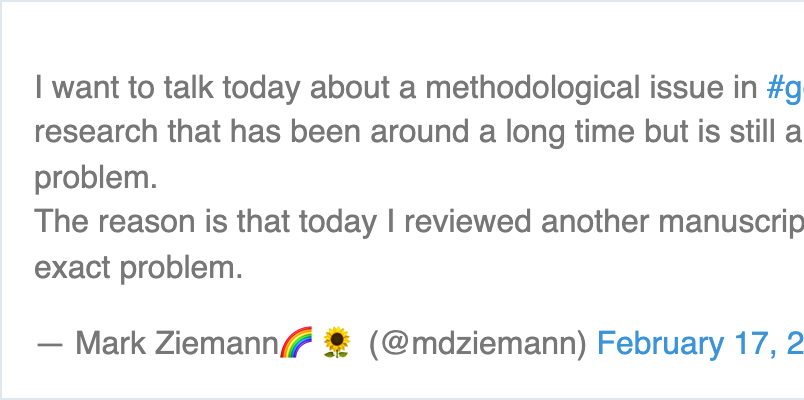 I want to talk today about a methodological issue in #g
research that has been around a long time but is still a
problem.
The reason is that today I reviewed another manuscrip
exact problem.
— Mark Ziemann🌈 🌻 (@mdziemann) February 17, 2